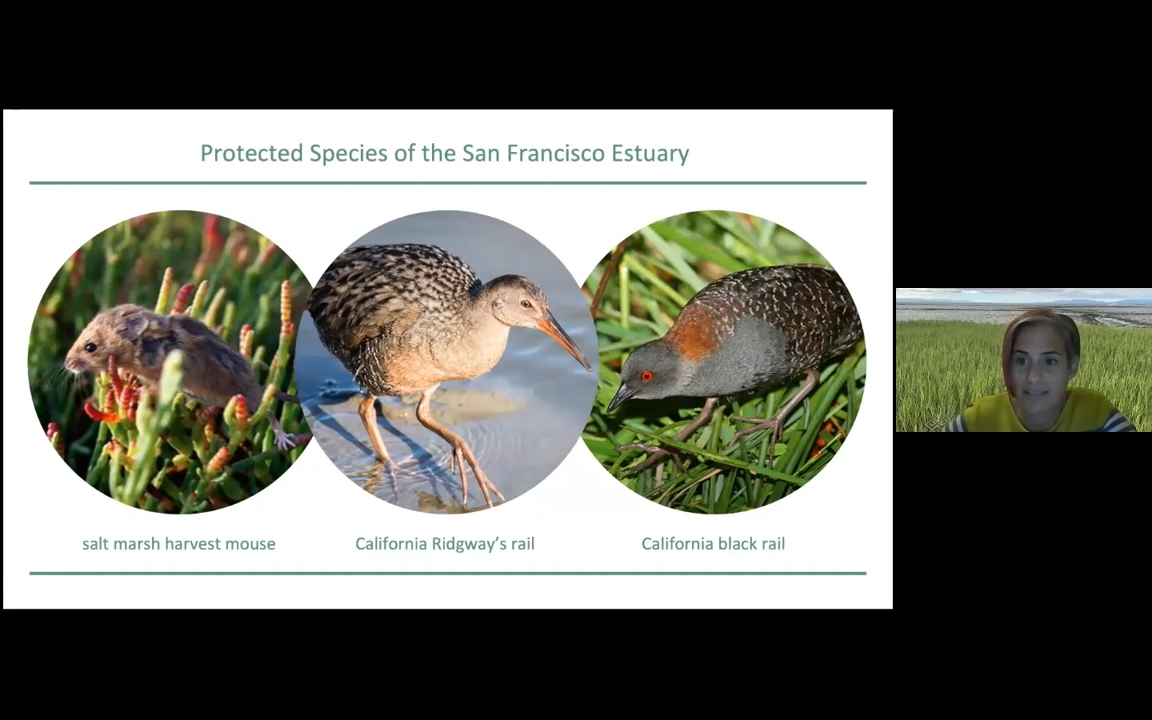 Protected Species of the San Francisco Estuary
salt marsh harvest mouse
California Ridgway's rail
California black rail